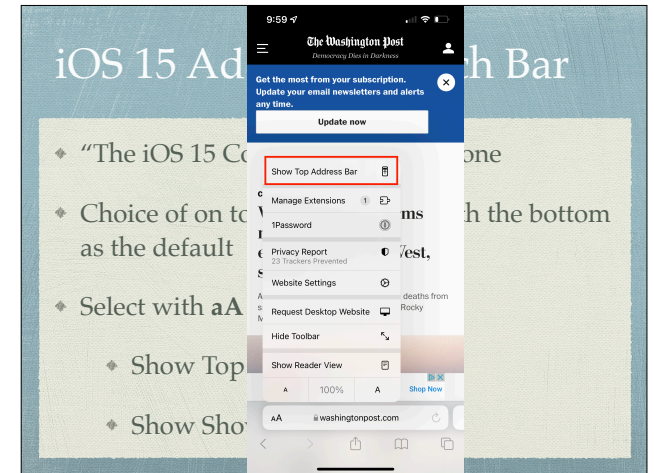 iOS 15 Ad
ch Bar
"The iOS 15 Co
one
Choice of on to
h the bottom
as the default
Select with aA
Show Top
Show Sho
9:59
The Washington Post
Democracy Dies in Darkness
Get the most from your subscription.
Update your email newsletters and alerts
any time.
Update now
Show Top Address Bar
Manage Extensions 1
ms
1Password
Privacy Report
23 Trackers Prevented
West,
Website Settings
deaths from
Request Desktop Website
Rocky
Hide Toolbar
Show Reader View
A 100% A
Shop Now
AA washingtonpost.com